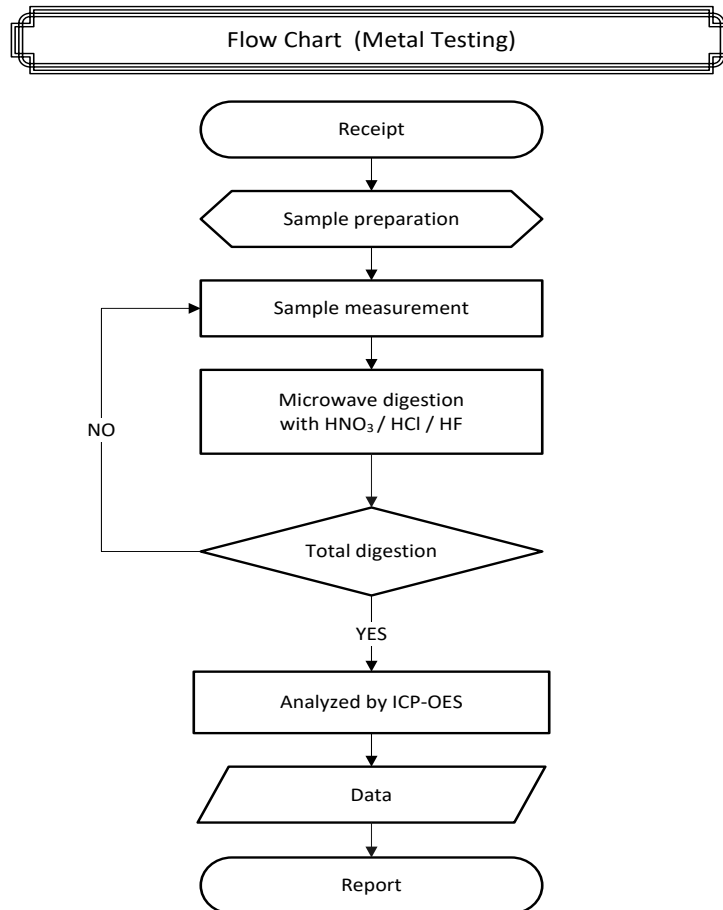 Flow Chart (Metal Testing)
Receipt
Sample preparation
Sample measurement
Microwave digestion
with HNO₃ / HCl / HF
NO
Total digestion
YES
Analyzed by ICP-OES
Data
Report